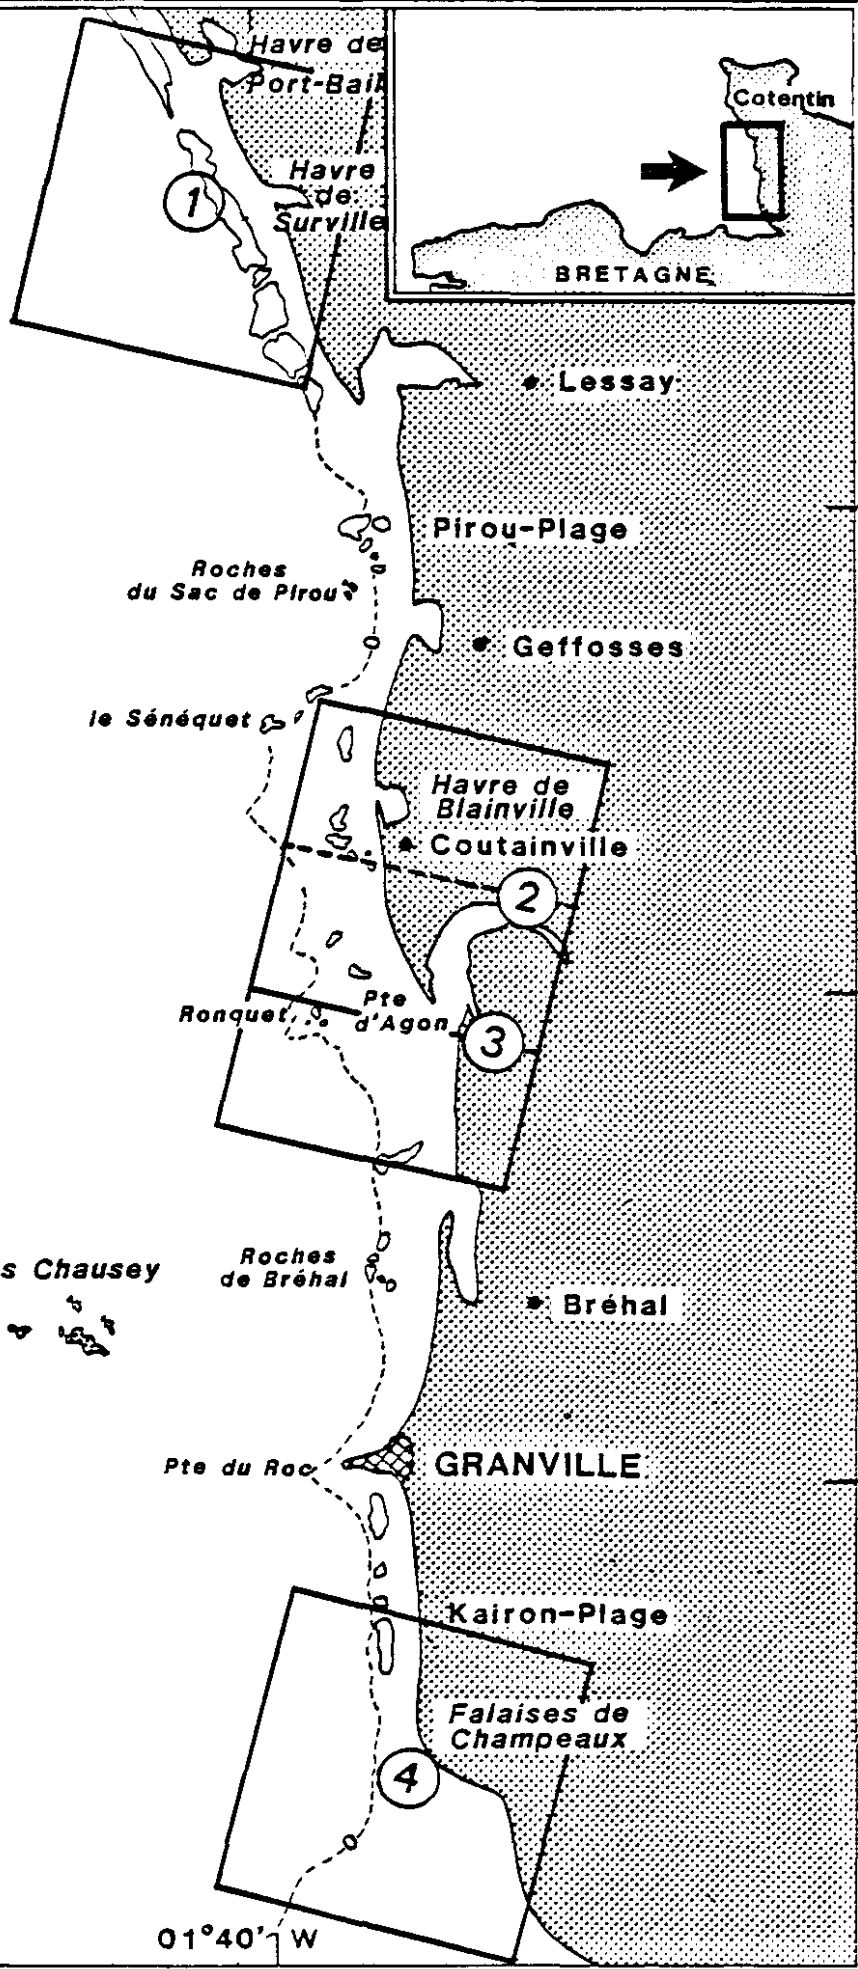 Havre de
Port-Bail
Cotentin
1
Havre
de
Surville
BRETAGNE
Lessay
Pirou-Plage
Roches
du Sac de Pirou
Geffosses
le Sénéquet
Havre de
Blainville
Coutainville
2
Pte
d'Agon
Ronquet
3
s Chausey
Roches
de Bréhal
Bréhal
Pte du Roc
GRANVILLE
Kairon-Plage
Falaises de
Champeaux
4
01°40' W